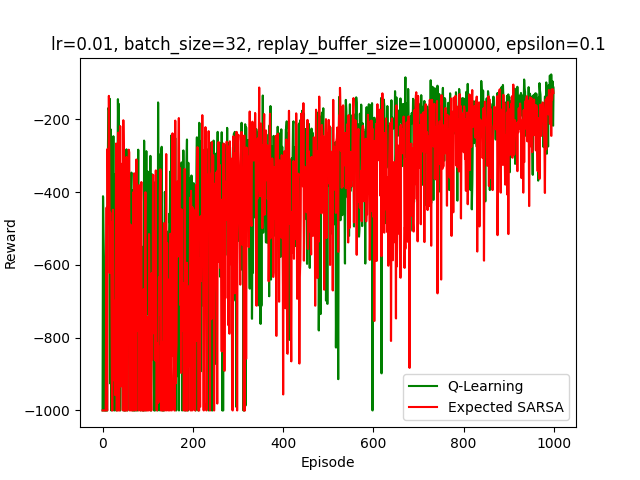 lr=0.01, batch_size=32, replay_buffer_size=1000000, epsilon=0.1
Reward
−200
−400
−600
−800
−1000
Q-Learning
Expected SARSA
0
200
400
600
800
1000
Episode